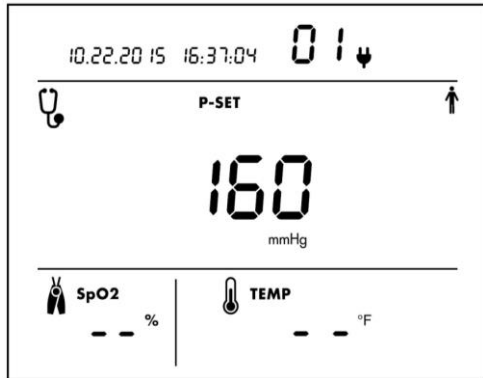 10.22.2015 16:37:04 01
P-SET
160
mmHg
SpO2 TEMP
-- % -- °F